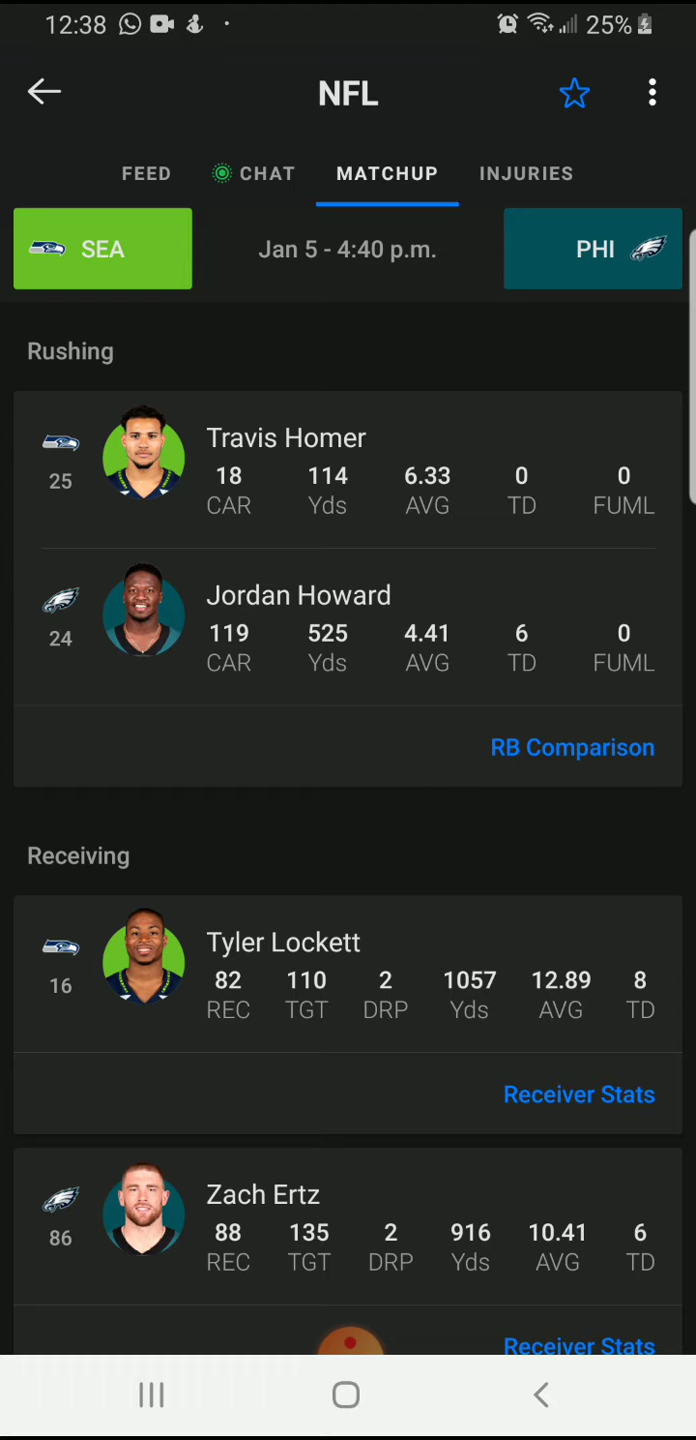 12:38
25%
NFL
FEED CHAT MATCHUP INJURIES
SEA Jan 5 - 4:40 p.m. PHI
Rushing
Travis Homer
25
18 114 6.33 0 0
CAR Yds AVG TD FUML
Jordan Howard
24
119 525 4.41 6 0
CAR Yds AVG TD FUML
RB Comparison
Receiving
Tyler Lockett
16
82 110 2 1057 12.89 8
REC TGT DRP Yds AVG TD
Receiver Stats
Zach Ertz
86
88 135 2 916 10.41 6
REC TGT DRP Yds AVG TD
Receiver Stats